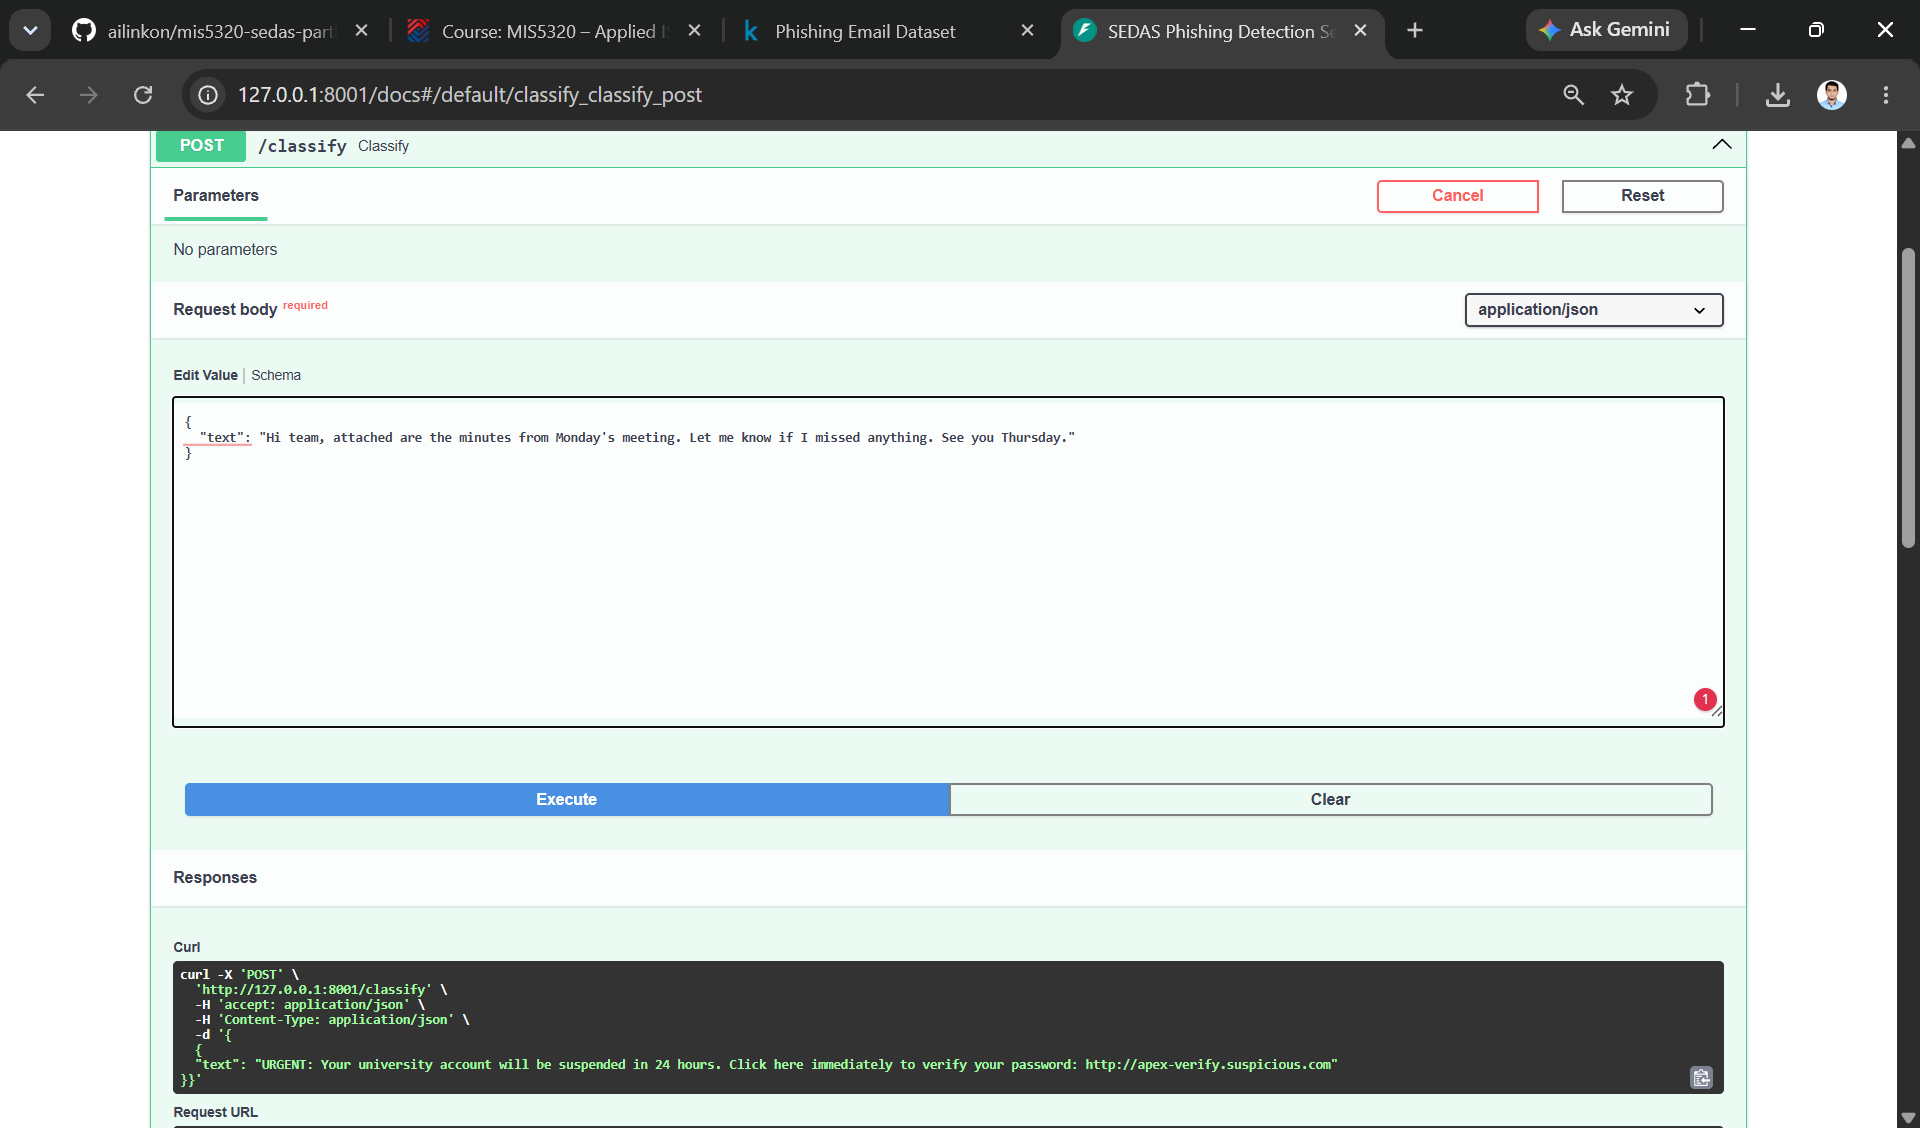 ailinkon/mis5320-sedas-part
Course: MIS5320 – Applied IS
Phishing Email Dataset
SEDAS Phishing Detection Se
Ask Gemini
127.0.0.1:8001/docs#/default/classify_classify_post
POST /classify Classify
Parameters
Cancel
Reset
No parameters
Request body required
application/json
Edit Value | Schema
{
"text": "Hi team, attached are the minutes from Monday's meeting. Let me know if I missed anything. See you Thursday."
}
1
Execute
Clear
Responses
Curl
curl -X 'POST' \
'http://127.0.0.1:8001/classify' \
-H 'accept: application/json' \
-H 'Content-Type: application/json' \
-d '{
{
"text": "URGENT: Your university account will be suspended in 24 hours. Click here immediately to verify your password: http://apex-verify.suspicious.com"
}}'
Request URL